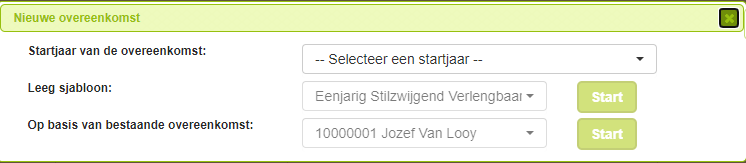 Nieuwe overeenkomst
Startjaar van de overeenkomst: -- Selecteer een startjaar --
Leeg sjabloon: Eenjarig Stilzwijgend Verlengbaar Start
Op basis van bestaande overeenkomst: 10000001 Jozef Van Looy Start